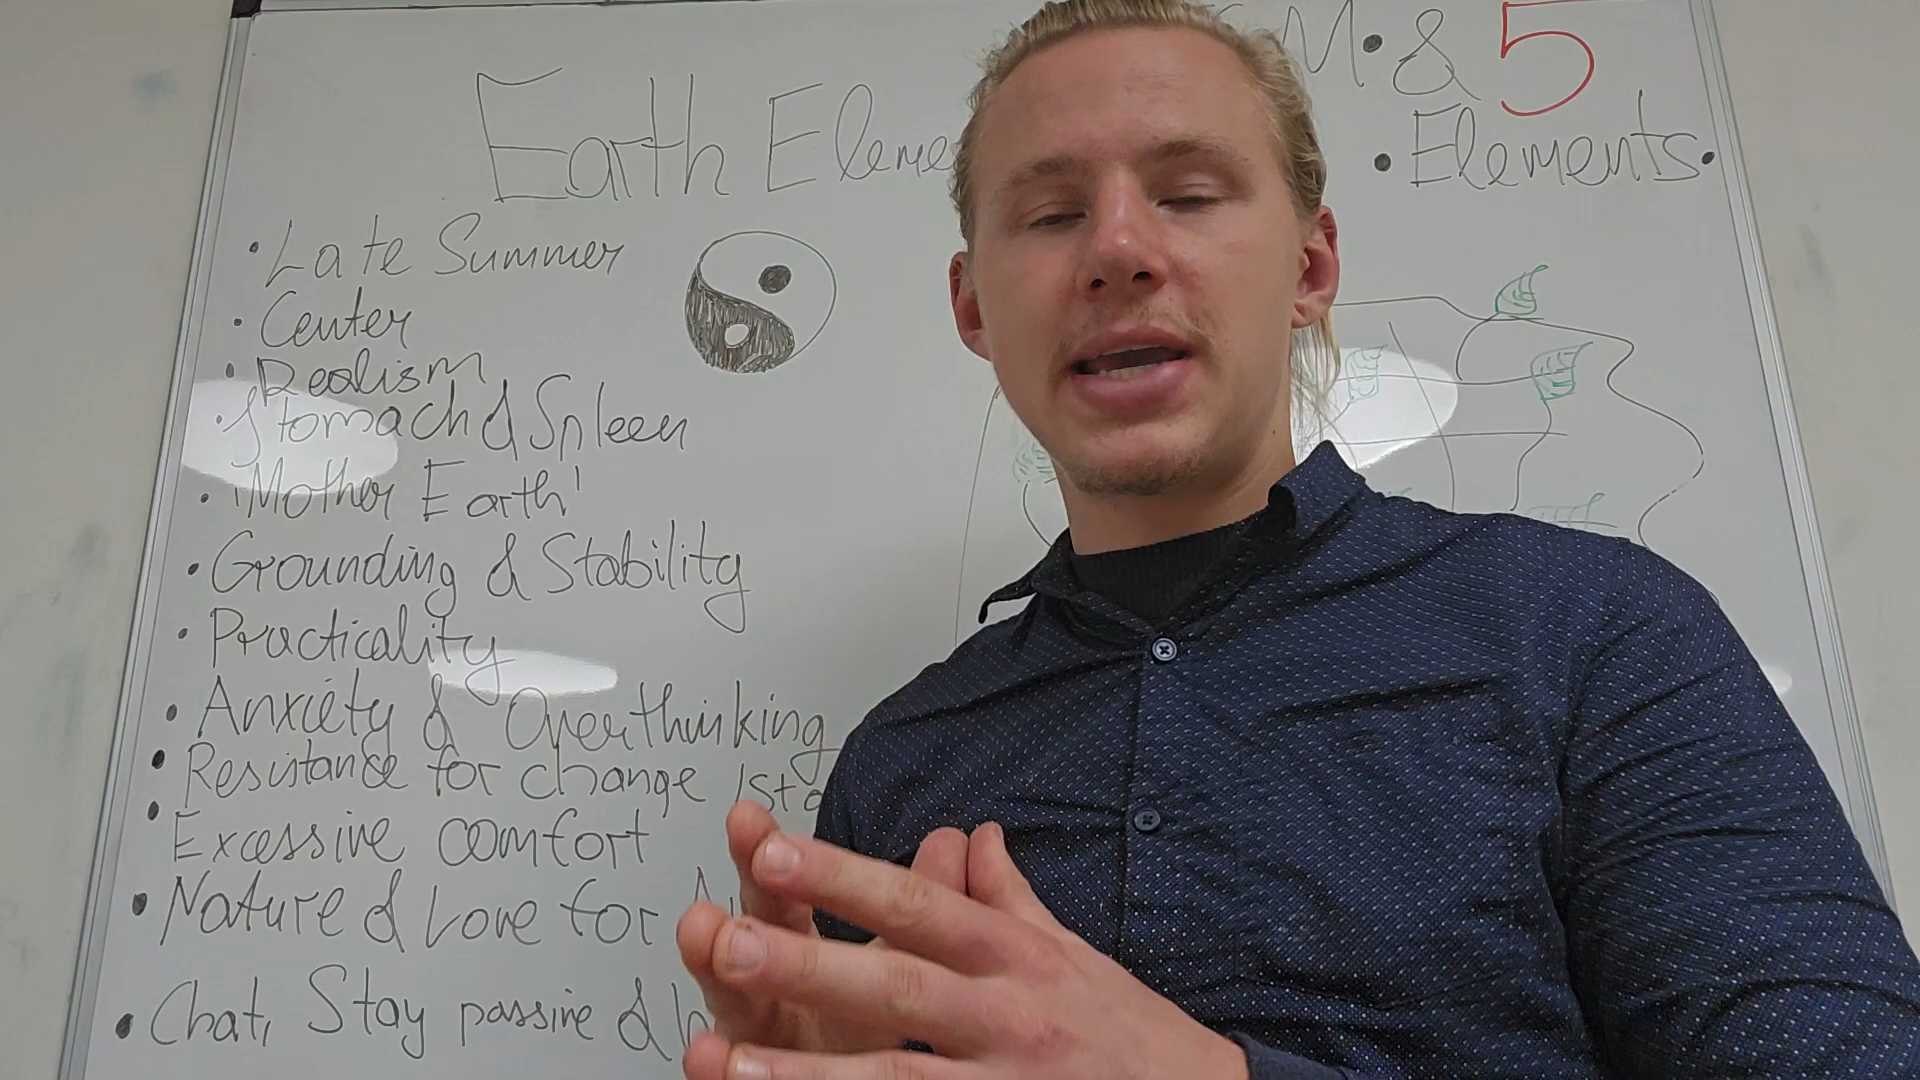 Earth Eleme
M. & 5
• Elements •
• Late Summer
• Center
• Realism
• Stomach & Spleen
• 'Mother Earth'
• Grounding & Stability
• Practicality
• Anxiety & Overthinking
• Resistance for change /sta
• Excessive comfort
• Nature & Love for
• Chat, Stay passive &